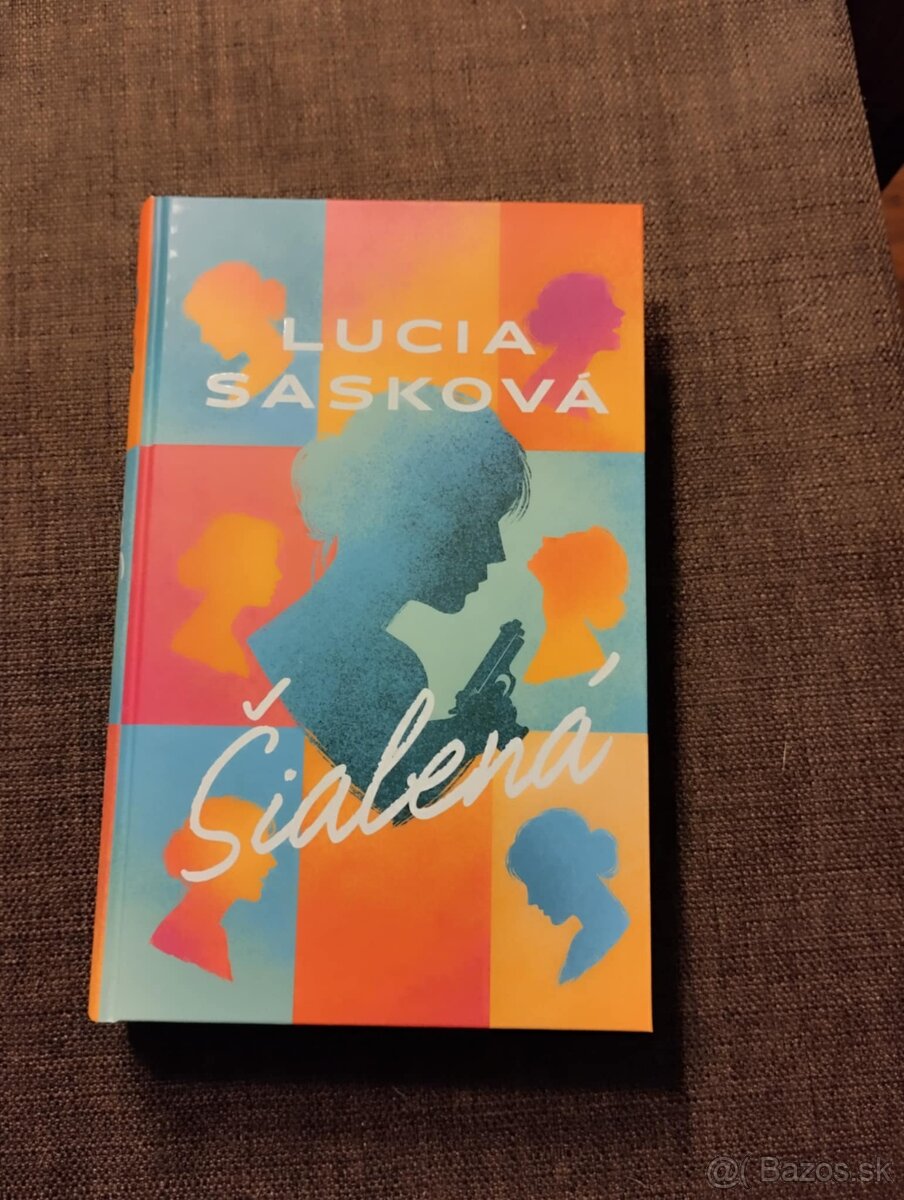 LUCIA
SASKOVÁ
Šialená
@( Bazos.sk